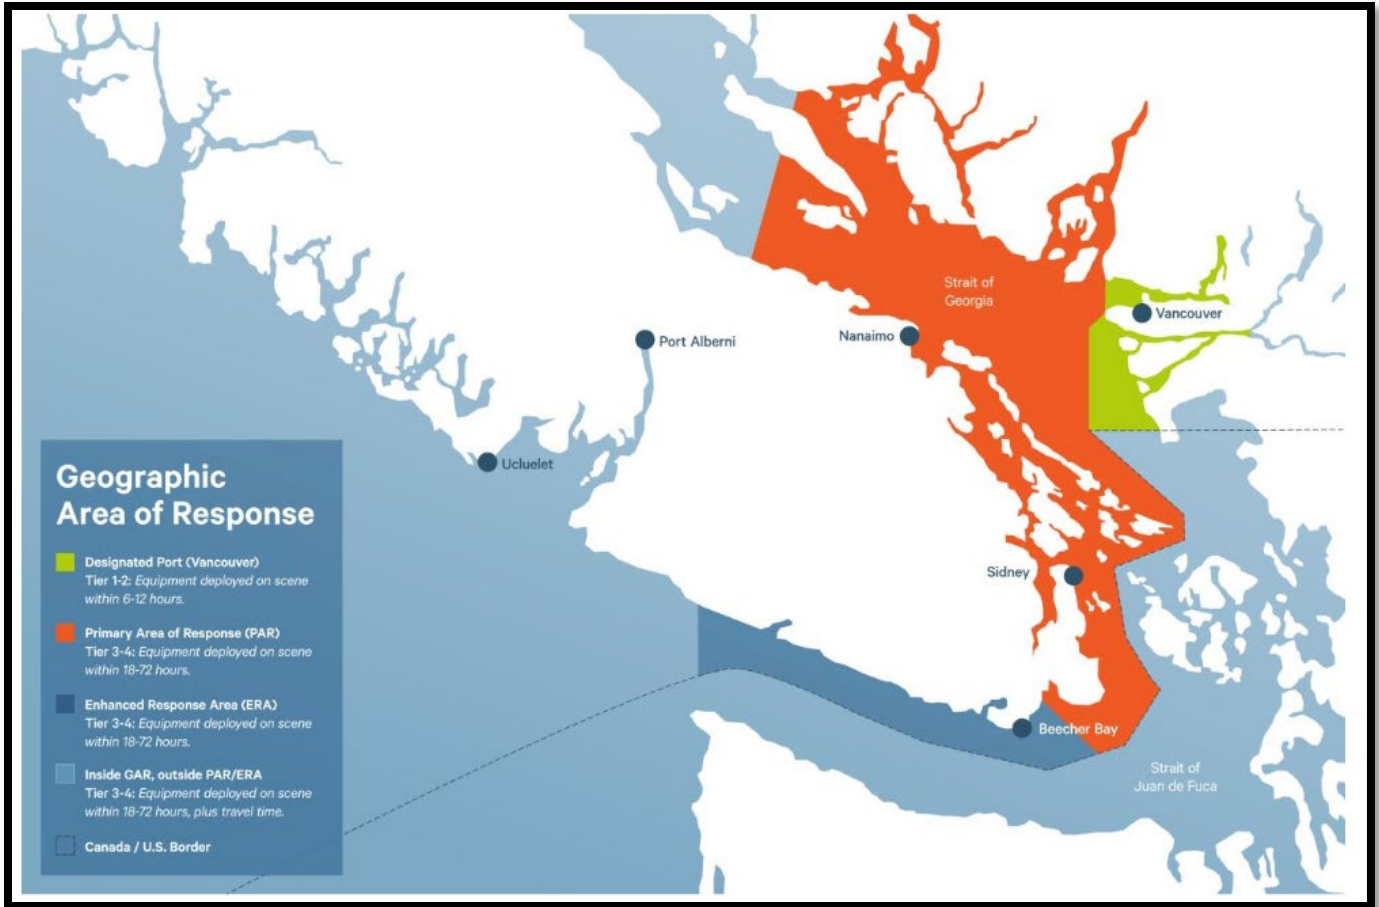 Strait of
Georgia
Vancouver
Nanaimo
Port Alberni
Ucluelet
Sidney
Beecher Bay
Strait of
Juan de Fuca
Geographic
Area of Response
Designated Port (Vancouver)
Tier 1-2: Equipment deployed on scene
within 6-12 hours.
Primary Area of Response (PAR)
Tier 3-4: Equipment deployed on scene
within 18-72 hours.
Enhanced Response Area (ERA)
Tier 3-4: Equipment deployed on scene
within 18-72 hours.
Inside GAR, outside PAR/ERA
Tier 3-4: Equipment deployed on scene
within 18-72 hours, plus travel time.
Canada / U.S. Border